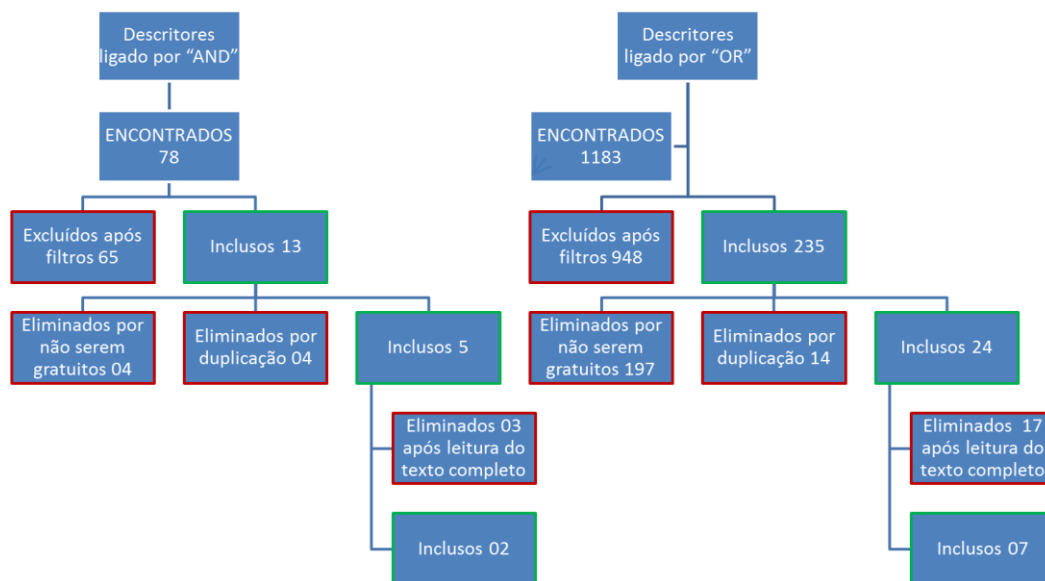 Descritores
ligado por “AND”
ENCONTRADOS
78
Excluídos após
filtros 65
Inclusos 13
Eliminados por
não serem
gratuitos 04
Eliminados por
duplicação 04
Inclusos 5
Eliminados 03
após leitura do
texto completo
Inclusos 02
Descritores
ligado por “OR”
ENCONTRADOS
1183
Excluídos após
filtros 948
Inclusos 235
Eliminados por
não serem
gratuitos 197
Eliminados por
duplicação 14
Inclusos 24
Eliminados 17
após leitura do
texto completo
Inclusos 07